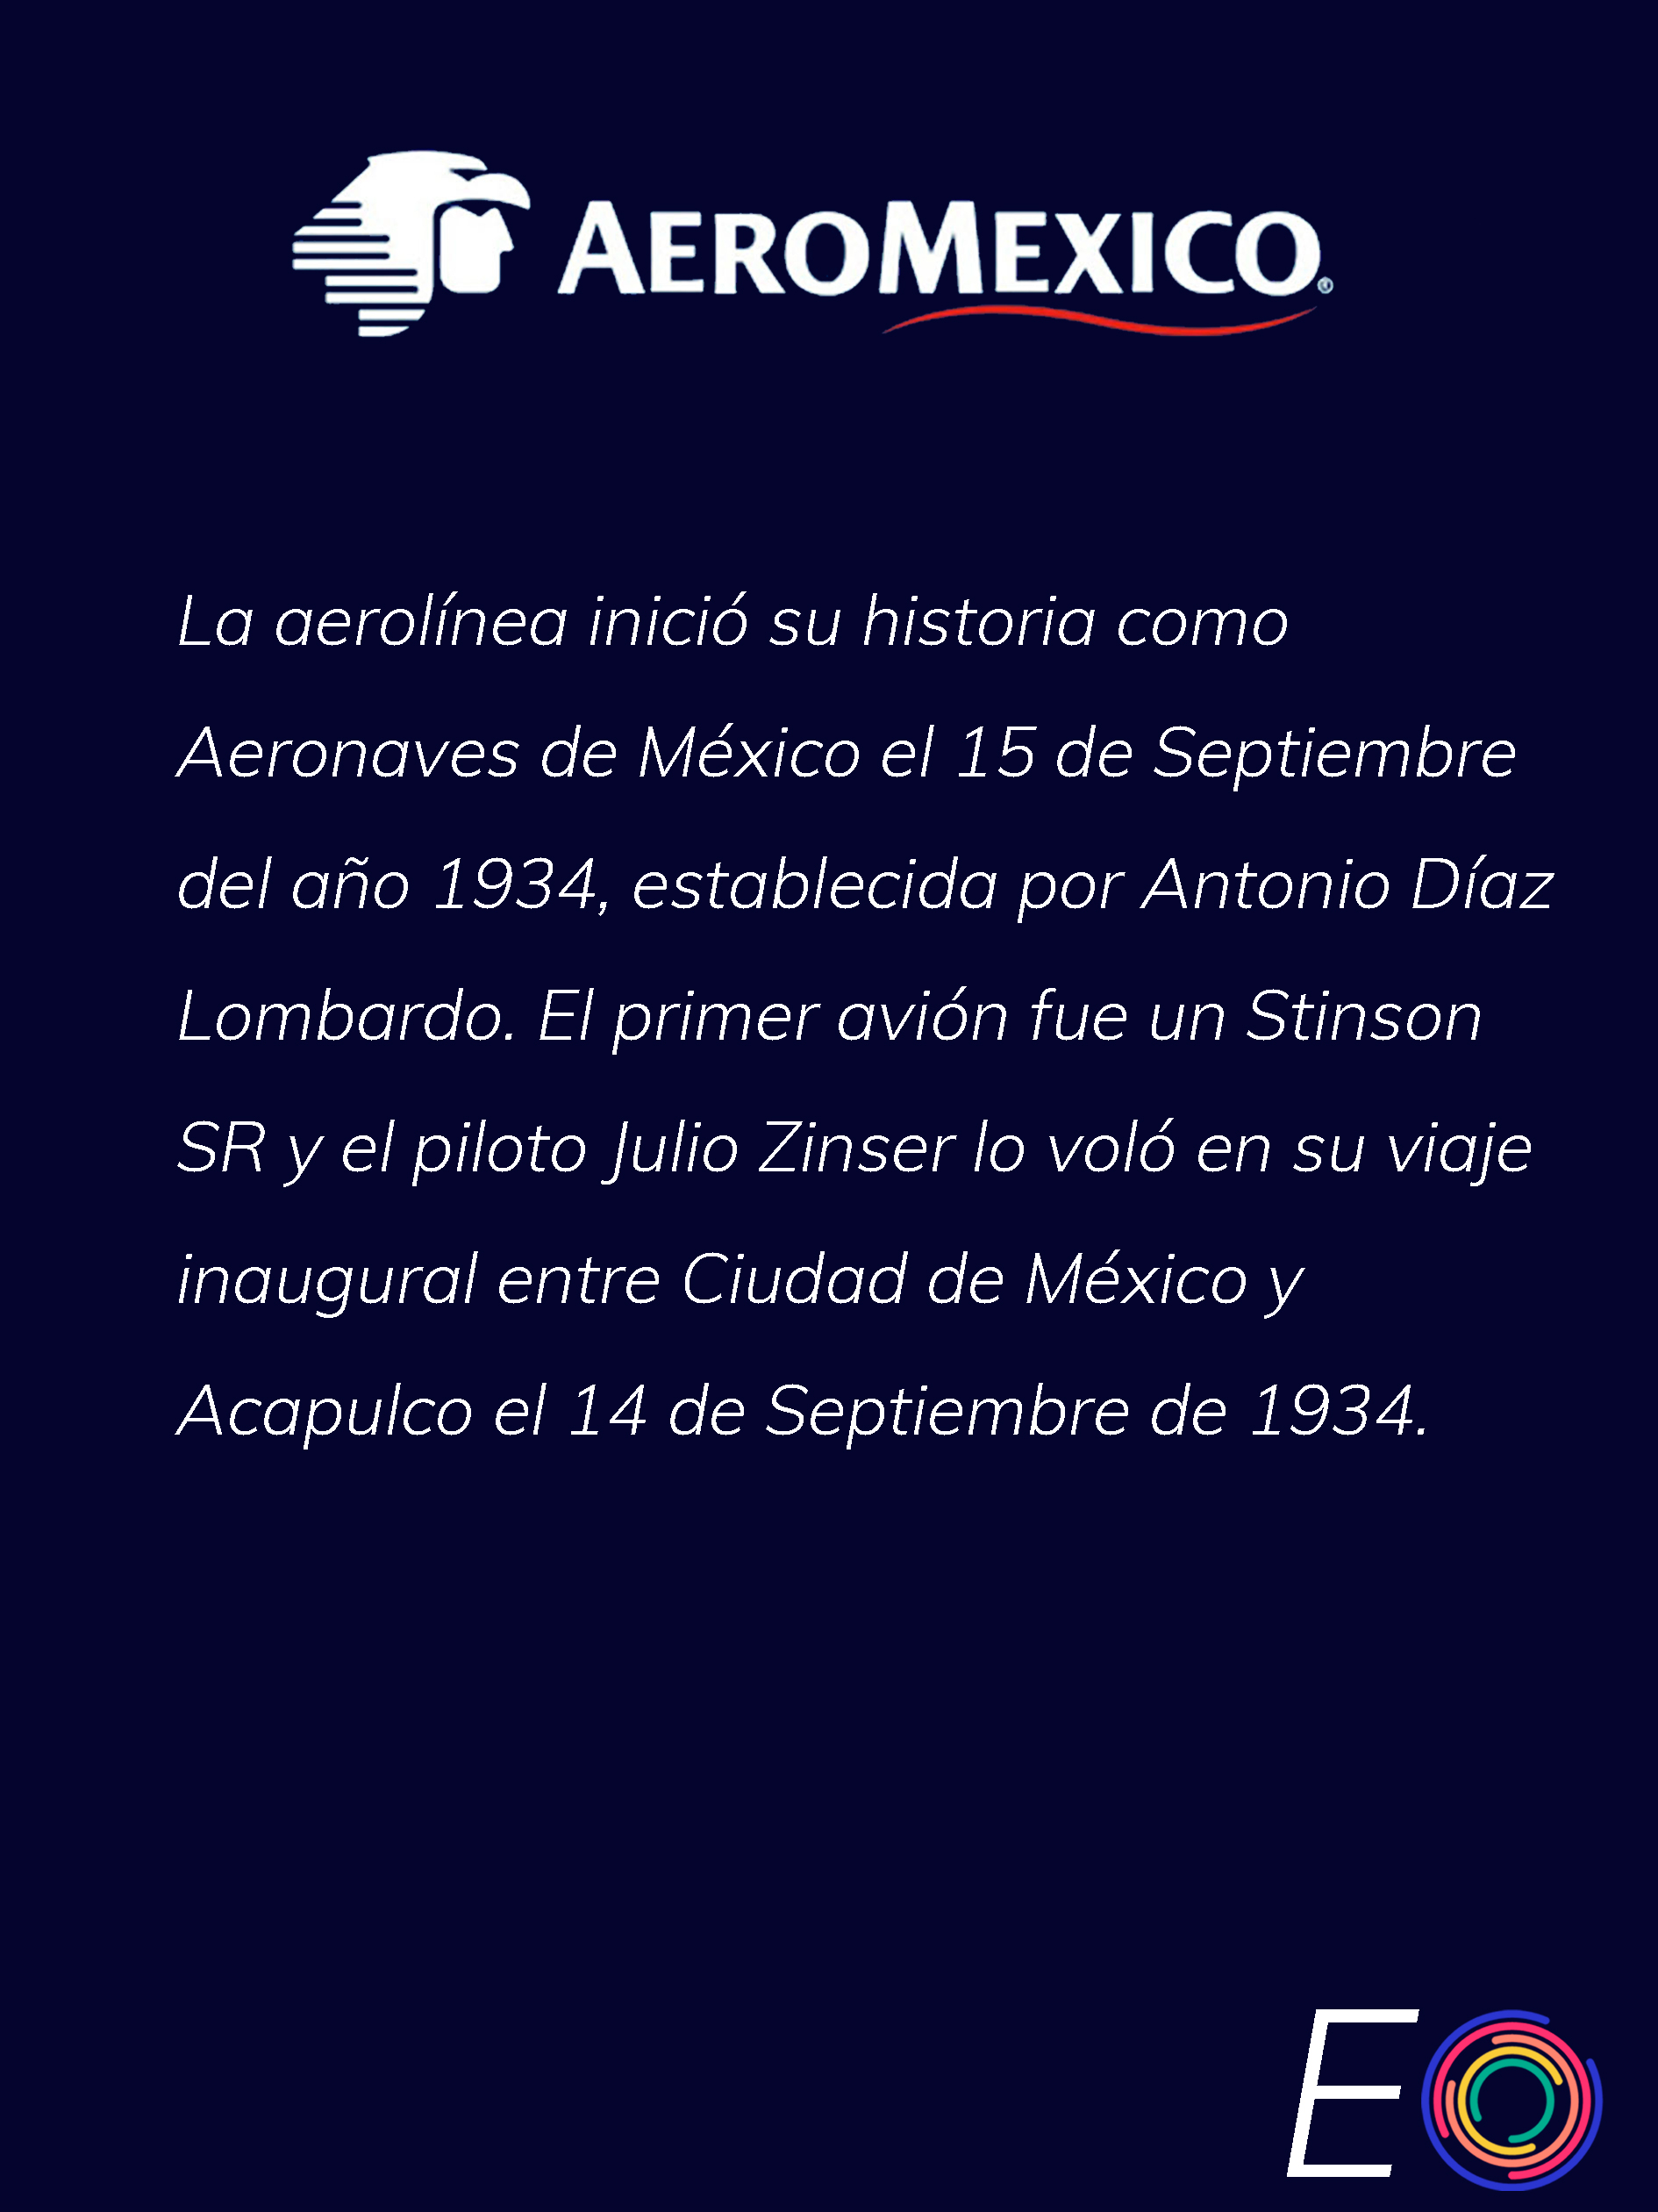 AEROMEXICO®
La aerolínea inició su historia como
Aeronaves de México el 15 de Septiembre
del año 1934, establecida por Antonio Díaz
Lombardo. El primer avión fue un Stinson
SR y el piloto Julio Zinser lo voló en su viaje
inaugural entre Ciudad de México y
Acapulco el 14 de Septiembre de 1934.
EO